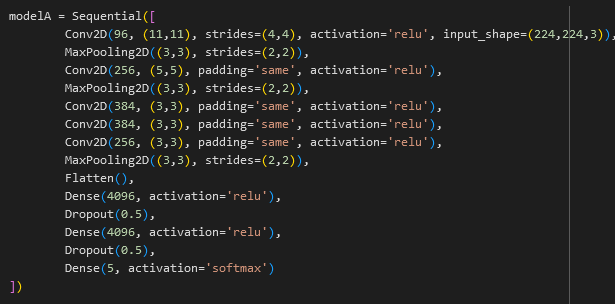 modelA = Sequential([
        Conv2D(96, (11,11), strides=(4,4), activation='relu', input_shape=(224,224,3)),
        MaxPooling2D((3,3), strides=(2,2)),
        Conv2D(256, (5,5), padding='same', activation='relu'),
        MaxPooling2D((3,3), strides=(2,2)),
        Conv2D(384, (3,3), padding='same', activation='relu'),
        Conv2D(384, (3,3), padding='same', activation='relu'),
        Conv2D(256, (3,3), padding='same', activation='relu'),
        MaxPooling2D((3,3), strides=(2,2)),
        Flatten(),
        Dense(4096, activation='relu'),
        Dropout(0.5),
        Dense(4096, activation='relu'),
        Dropout(0.5),
        Dense(5, activation='softmax')
])